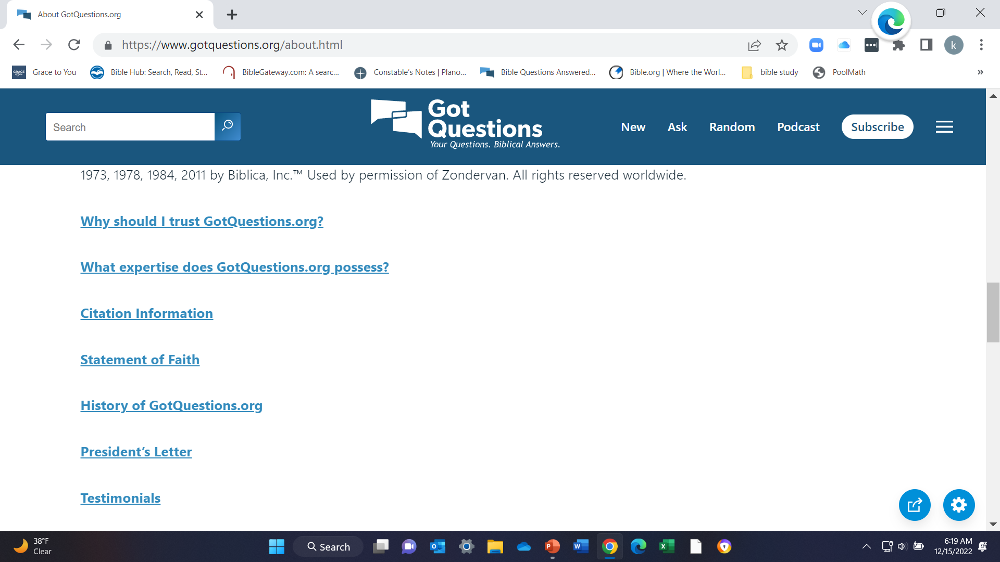 About GotQuestions.org
https://www.gotquestions.org/about.html
k
GRACE to You
Grace to You
Bible Hub: Search, Read, St...
BibleGateway.com: A searc...
Constable's Notes | Plano...
Bible Questions Answered...
Bible.org | Where the Worl...
bible study
PoolMath
»
Search
Got
Questions
Your Questions. Biblical Answers.
New
Ask
Random
Podcast
Subscribe
1973, 1978, 1984, 2011 by Biblica, Inc.™ Used by permission of Zondervan. All rights reserved worldwide.
Why should I trust GotQuestions.org?
What expertise does GotQuestions.org possess?
Citation Information
Statement of Faith
History of GotQuestions.org
President’s Letter
Testimonials
38°F
Clear
Search
6:19 AM
12/15/2022